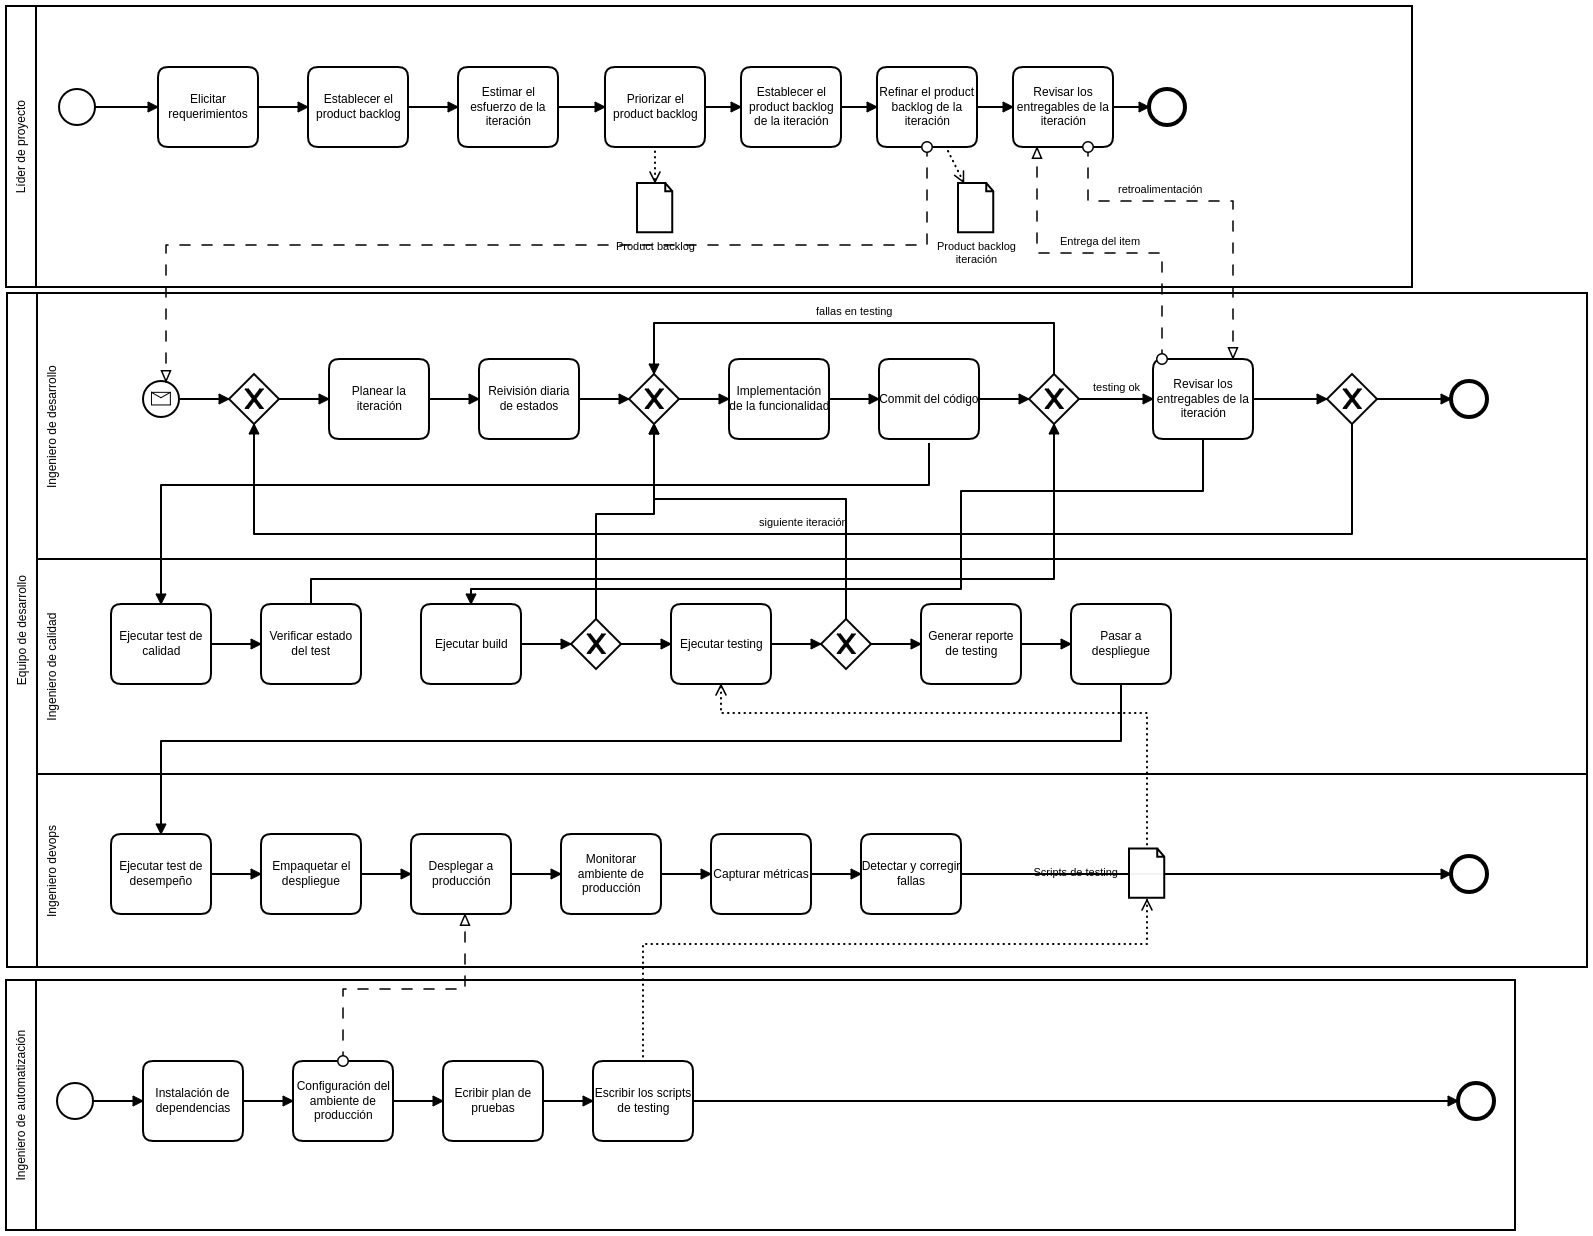 Líder de proyecto
Elicitar
requerimientos
Establecer el
product backlog
Estimar el
esfuerzo de la
iteración
Priorizar el
product backlog
Establecer el
product backlog
de la iteración
Refinar el product
backlog de la
iteración
Revisar los
entregables de la
iteración
retroalimentación
Product backlog
Product backlog
iteración
Entrega del item
Equipo de desarrollo
Ingeniero de desarrollo
fallas en testing
Planear la
iteración
Reivisión diaria
de estados
Implementación
de la funcionalidad
Commit del código
testing ok
Revisar los
entregables de la
iteración
siguiente iteración
Ingeniero de calidad
Ejecutar test de
calidad
Verificar estado
del test
Ejecutar build
Ejecutar testing
Generar reporte
de testing
Pasar a
despliegue
Ingeniero devops
Ejecutar test de
desempeño
Empaquetar el
despliegue
Desplegar a
producción
Monitorar
ambiente de
producción
Capturar métricas
Detectar y corregir
fallas
Scripts de testing
Ingeniero de automatización
Instalación de
dependencias
Configuración del
ambiente de
producción
Ecribir plan de
pruebas
Escribir los scripts
de testing